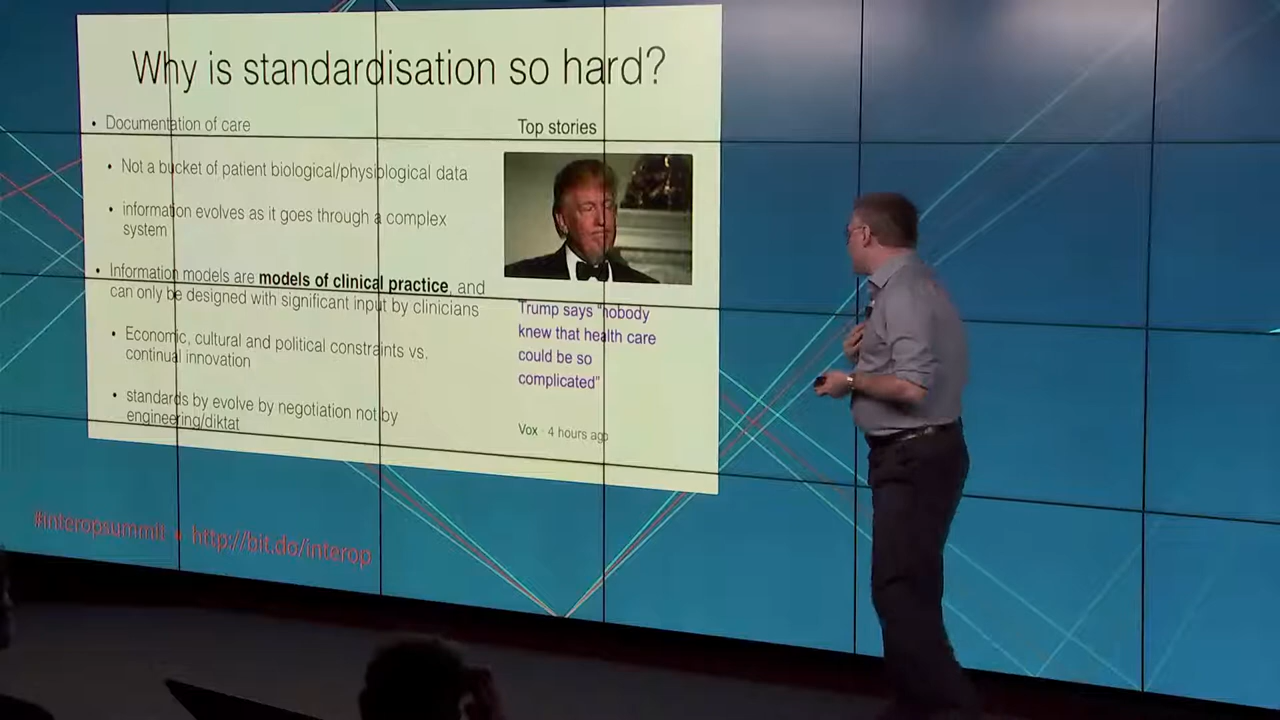 Why is standardisation so hard?
• Documentation of care
• Not a bucket of patient biological/physiological data
• information evolves as it goes through a complex
system
• Information models are models of clinical practice, and
can only be designed with significant input by clinicians
• Economic, cultural and political constraints vs.
continual innovation
• standards by evolve by negotiation not by
engineering/diktat
Top stories
Trump says “nobody
knew that health care
could be so
complicated”
Vox · 4 hours ago
#interopsummit • http://bit.do/interop